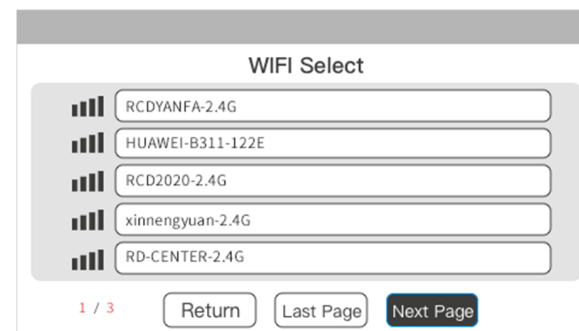 WIFI Select
RCDYANFA-2.4G
HUAWEI-B311-122E
RCD2020-2.4G
xinnengyuan-2.4G
RD-CENTER-2.4G
1 / 3 Return Last Page Next Page